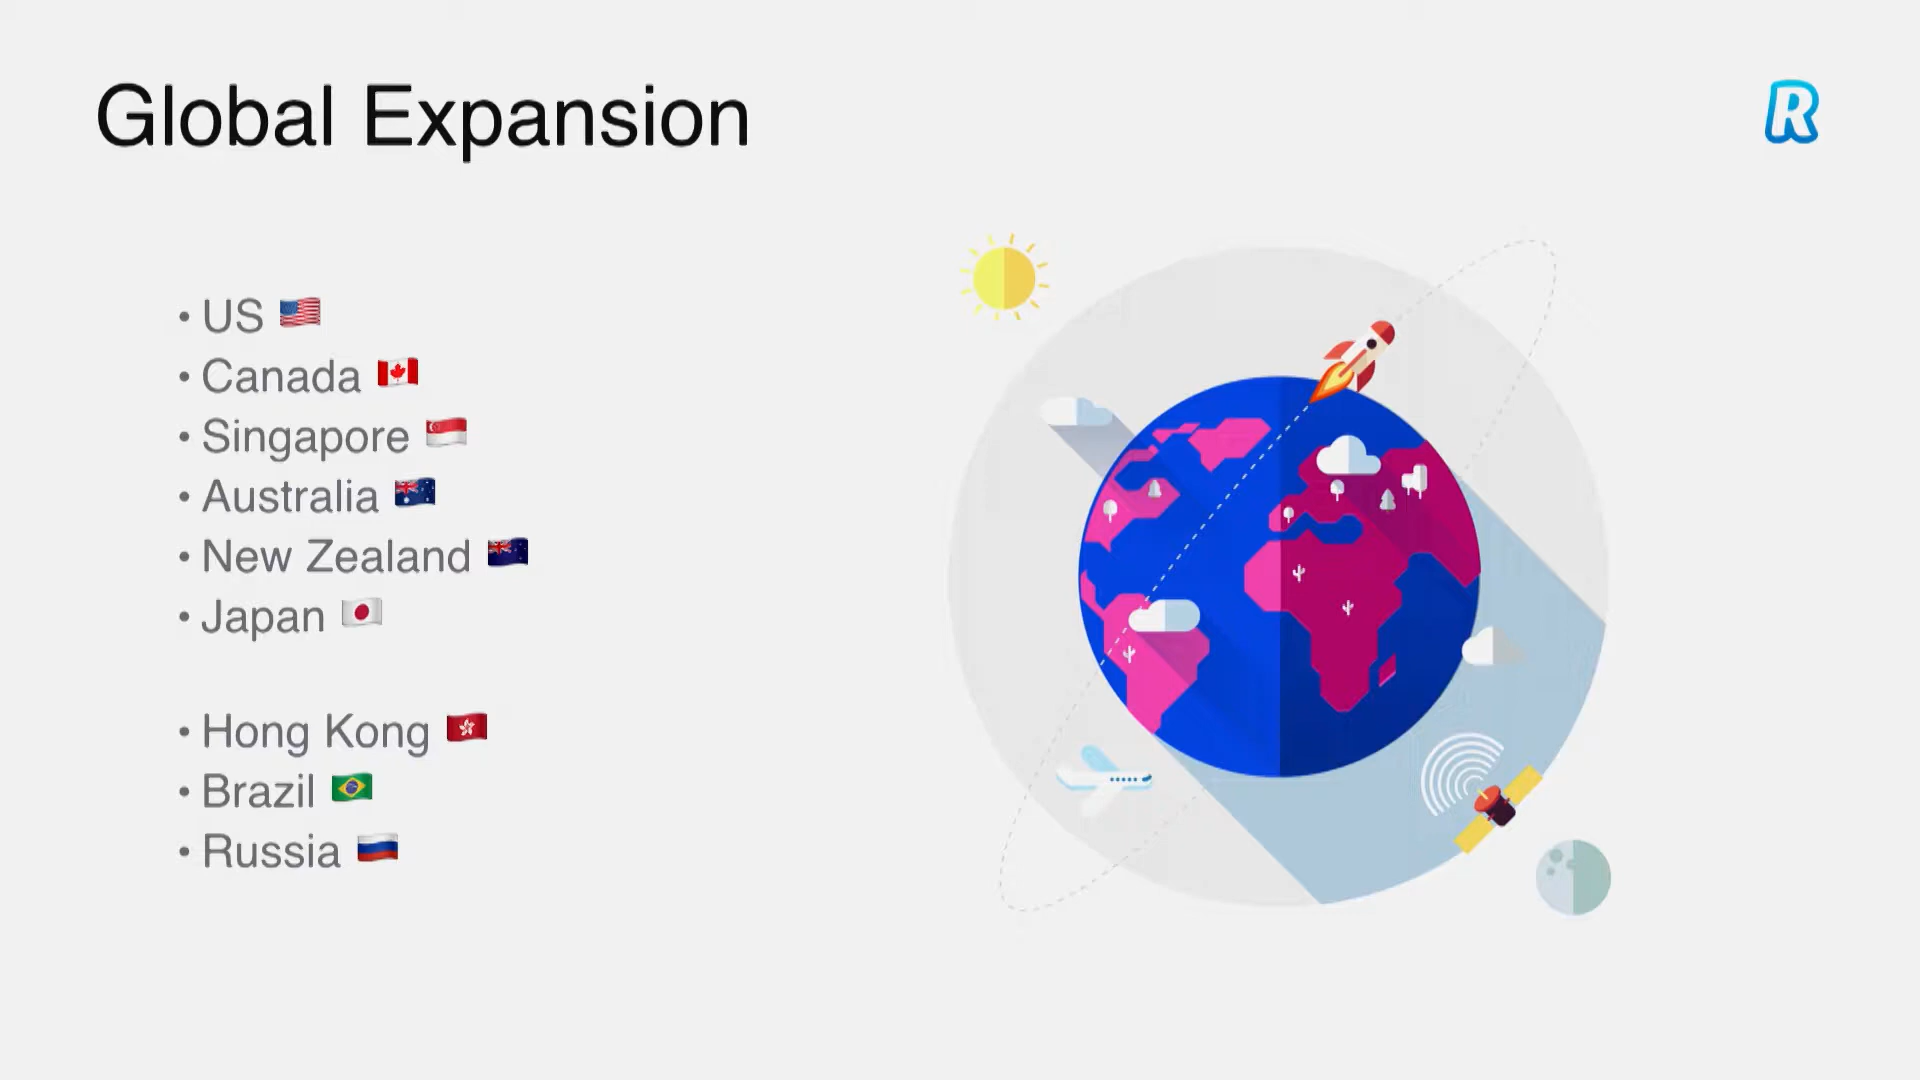 Global Expansion
R
• US 🇺🇸
• Canada 🇨🇦
• Singapore 🇸🇬
• Australia 🇦🇺
• New Zealand 🇳🇿
• Japan 🇯🇵
• Hong Kong 🇭🇰
• Brazil 🇧🇷
• Russia 🇷🇺